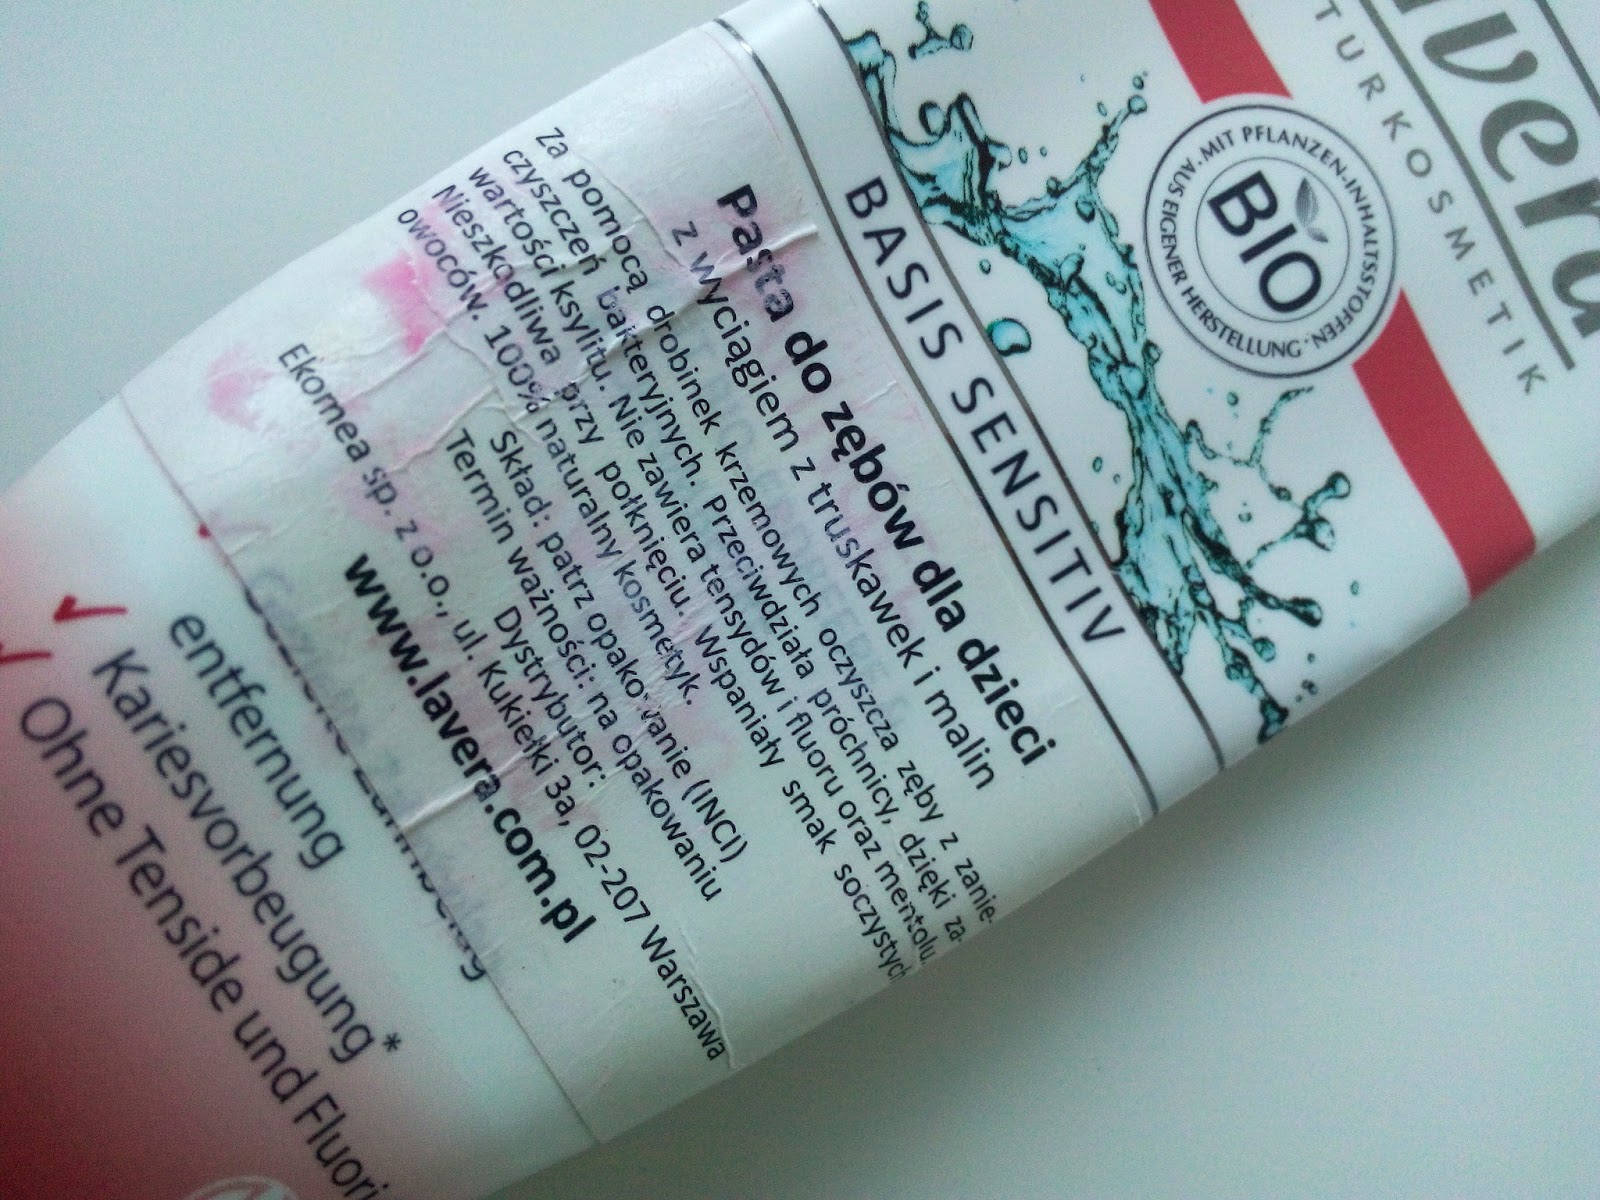 TURKOSMETIK
BIO
AUS EIGENER HERSTELLUNG · MIT PFLANZEN-INHALTSSTOFFEN ·
BASIS SENSITIV
Pasta do zębów dla dzieci
z wyciągiem z truskawek i malin
Za pomocą drobinek krzemowych oczyszcza zęby z zanie-
czyszczeń bakteryjnych. Przeciwdziała próchnicy, dzięki za-
wartości ksylitu. Nie zawiera tensydów i fluoru oraz mentolu.
Nieszkodliwa przy połknięciu. Wspaniały smak soczystych
owoców. 100% naturalny kosmetyk.
Skład: patrz opakowanie (INCI)
Termin ważności: na opakowaniu
Dystrybutor:
Ekomea sp. z o.o., ul. Kukiełki 3a, 02-207 Warszawa
www.lavera.com.pl
entfernung
Kariesvorbeugung*
Ohne Tenside und Fluori